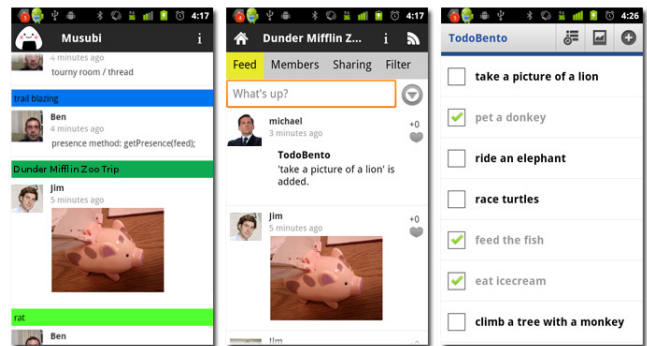 4:17
Musubi
i
4 minutes ago
tourny room / thread
trail blazing
Ben
4 minutes ago
presence method: getPresence(feed);
Dunder Mifflin Zoo Trip
Jim
5 minutes ago
rat
Ben
4:17
Dunder Mifflin Z...
i
Feed Members Sharing Filter
What's up?
michael
+0
3 minutes ago
TodoBento
'take a picture of a lion' is
added.
Jim
+0
5 minutes ago
Jim
+0
4:26
TodoBento
take a picture of a lion
pet a donkey
ride an elephant
race turtles
feed the fish
eat icecream
climb a tree with a monkey